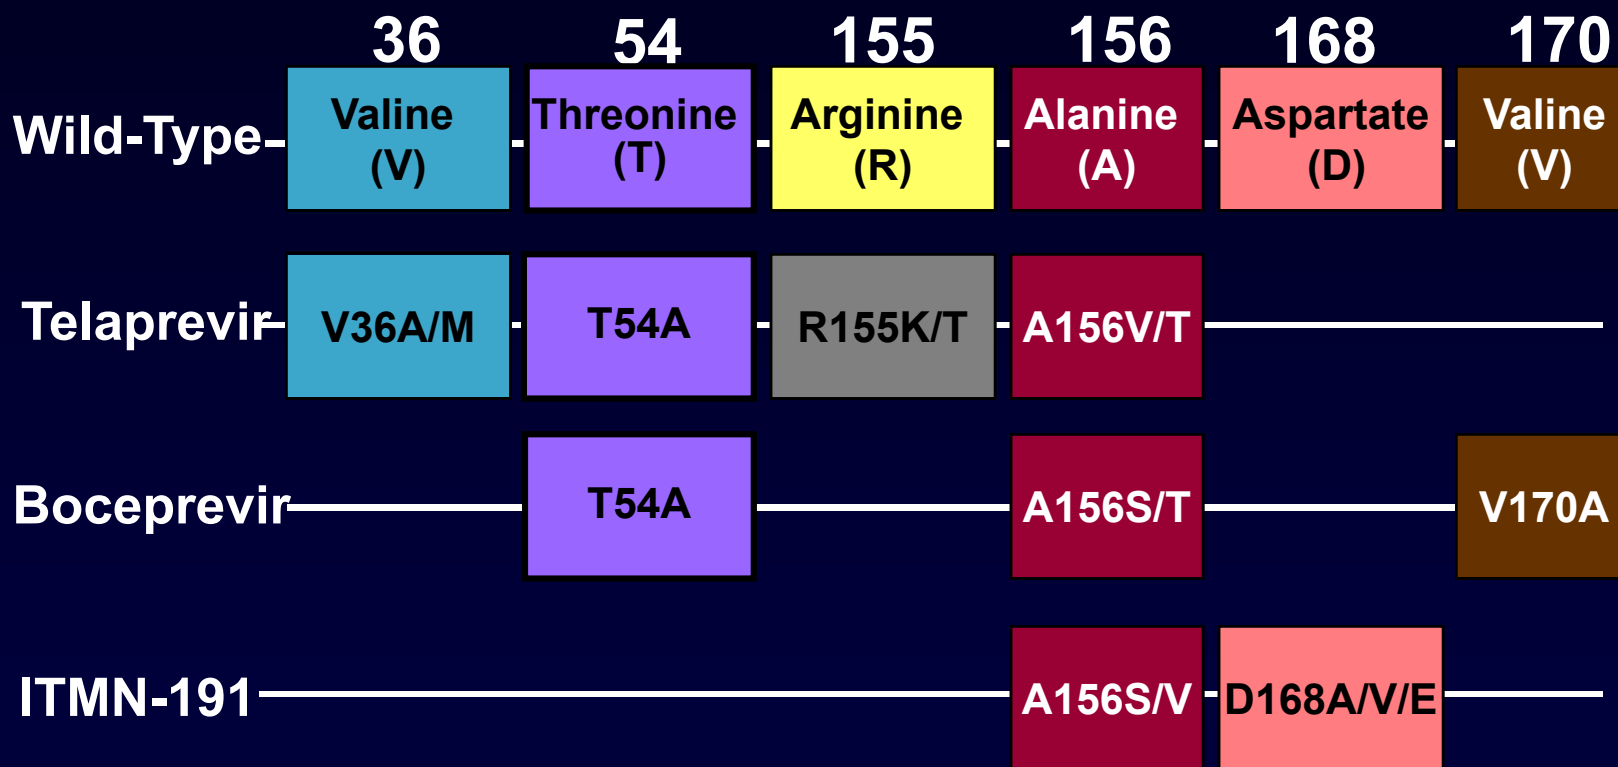 36 54 155 156 168 170
Wild-Type Valine (V) Threonine (T) Arginine (R) Alanine (A) Aspartate (D) Valine (V)
Telaprevir V36A/M T54A R155K/T A156V/T
Boceprevir T54A A156S/T V170A
ITMN-191 A156S/V D168A/V/E